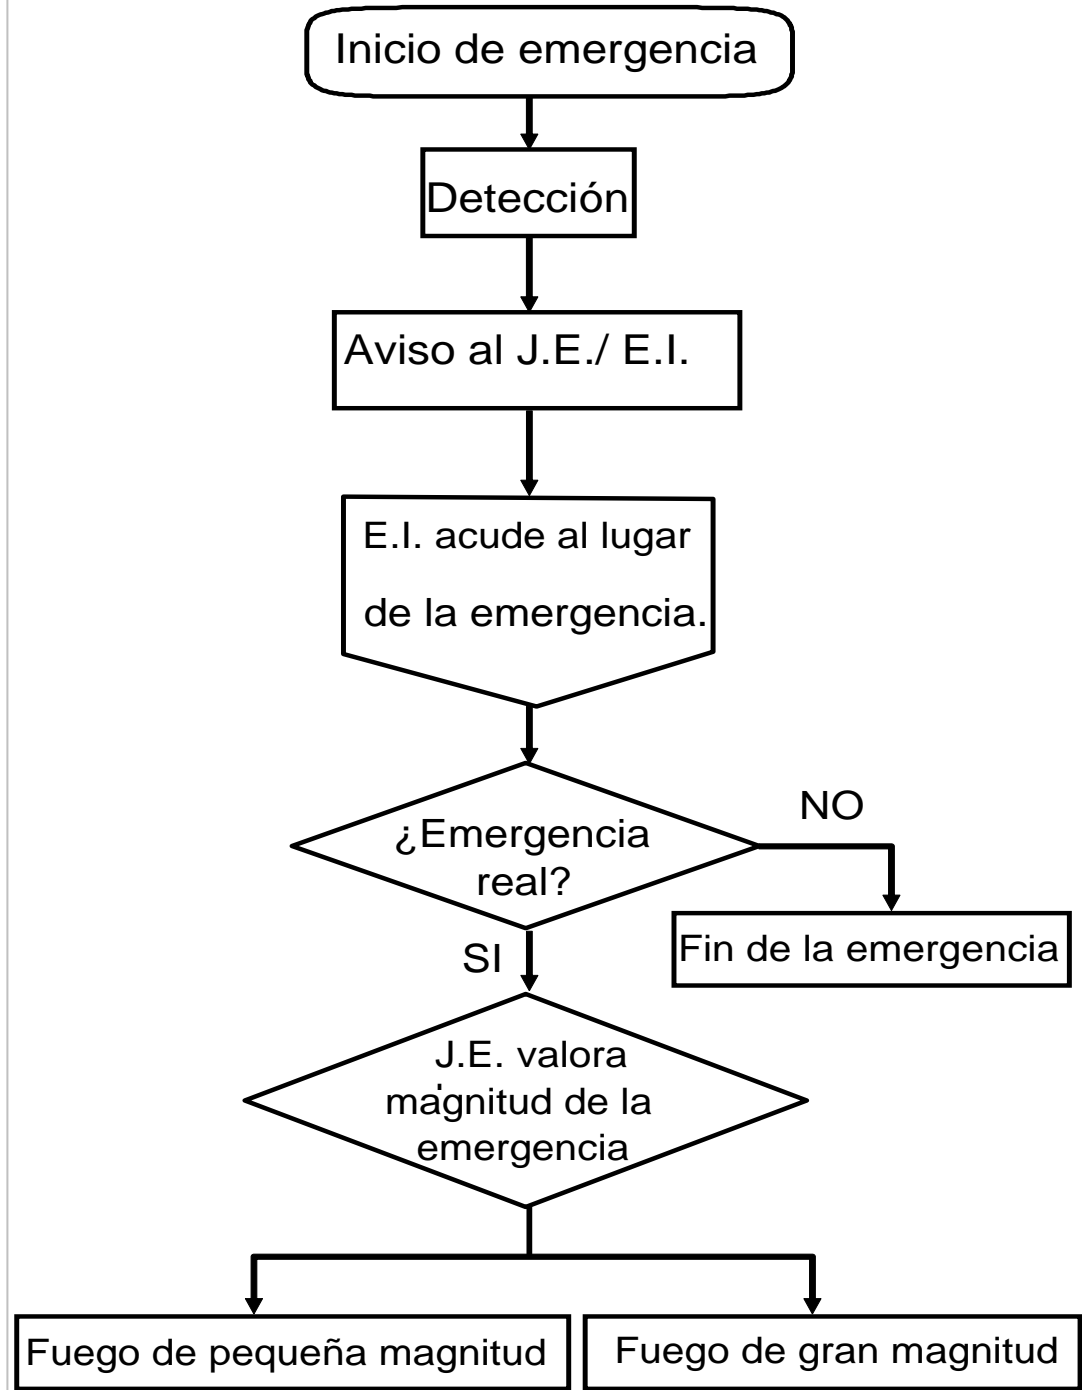 Inicio de emergencia
Detección
Aviso al J.E./ E.I.
E.I. acude al lugar
de la emergencia.
¿Emergencia
real?
NO
Fin de la emergencia
SI
J.E. valora
magnitud de la
emergencia
Fuego de pequeña magnitud
Fuego de gran magnitud